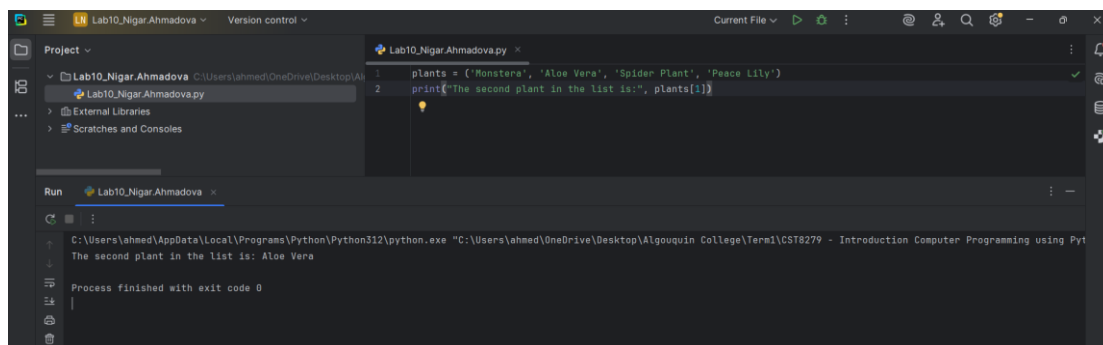 LN Lab10_Nigar.Ahmadova Version control Current File
Project
Lab10_Nigar.Ahmadova.py
Lab10_Nigar.Ahmadova C:\Users\ahmed\OneDrive\Desktop\Al
Lab10_Nigar.Ahmadova.py
External Libraries
Scratches and Consoles
1 plants = ('Monstera', 'Aloe Vera', 'Spider Plant', 'Peace Lily')
2 print("The second plant in the list is:", plants[1])
Run Lab10_Nigar.Ahmadova
C:\Users\ahmed\AppData\Local\Programs\Python\Python312\python.exe "C:\Users\ahmed\OneDrive\Desktop\Algouquin College\Term1\CST8279 - Introduction Computer Programming using Pyt
The second plant in the list is: Aloe Vera
Process finished with exit code 0